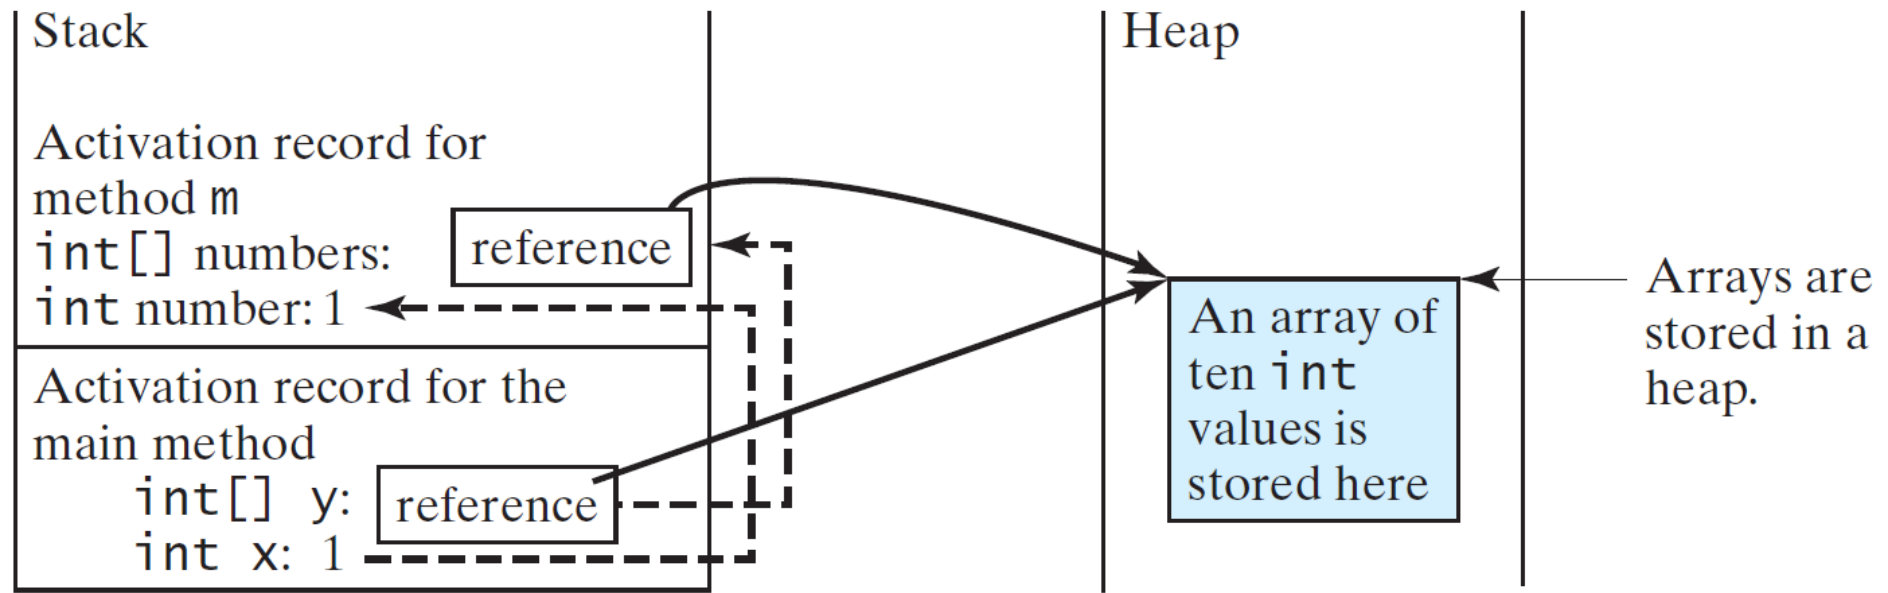 Stack
Activation record for
method m
int[] numbers: reference
int number: 1
Activation record for the
main method
int[] y: reference
int x: 1
Heap
An array of
ten int
values is
stored here
Arrays are
stored in a
heap.